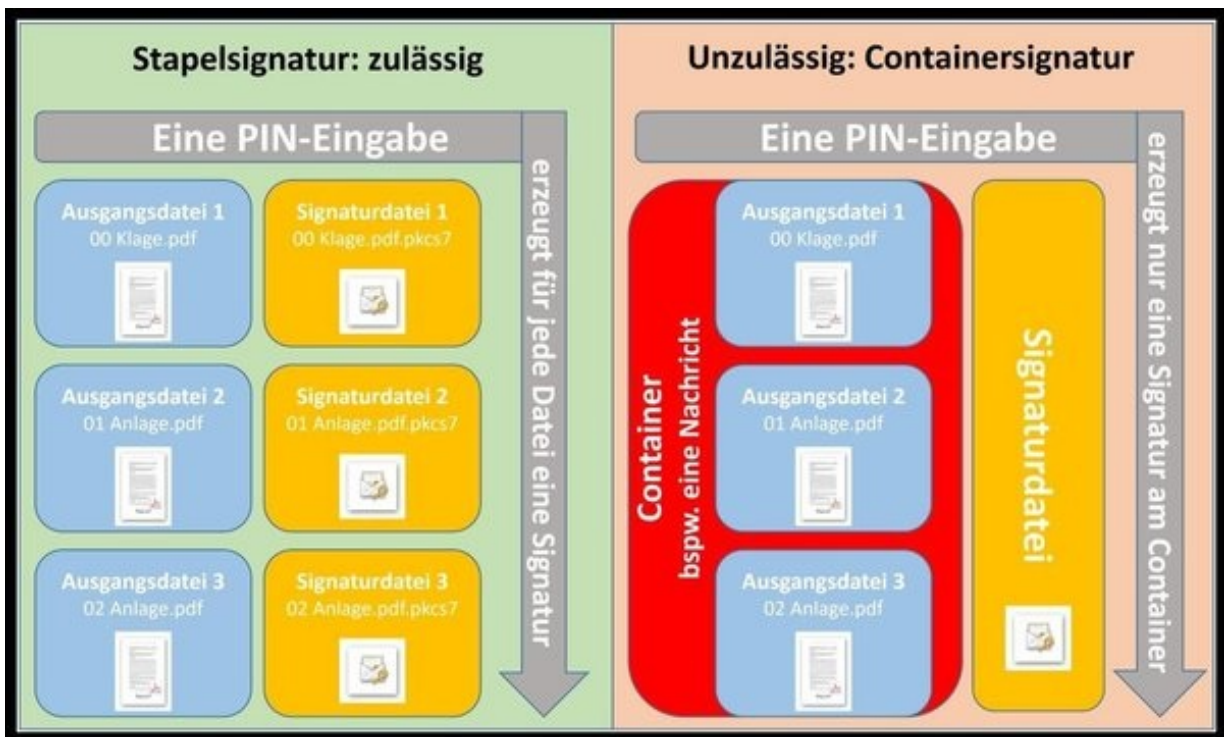 Stapelsignatur: zulässig
Eine PIN-Eingabe
erzeugt für jede Datei eine Signatur
Ausgangsdatei 1
00 Klage.pdf
Signaturdatei 1
00 Klage.pdf.pkcs7
Ausgangsdatei 2
01 Anlage.pdf
Signaturdatei 2
01 Anlage.pdf.pkcs7
Ausgangsdatei 3
02 Anlage.pdf
Signaturdatei 3
02 Anlage.pdf.pkcs7
Unzulässig: Containersignatur
Eine PIN-Eingabe
erzeugt nur eine Signatur am Container
Container
bspw. eine Nachricht
Ausgangsdatei 1
00 Klage.pdf
Ausgangsdatei 2
01 Anlage.pdf
Ausgangsdatei 3
02 Anlage.pdf
Signaturdatei